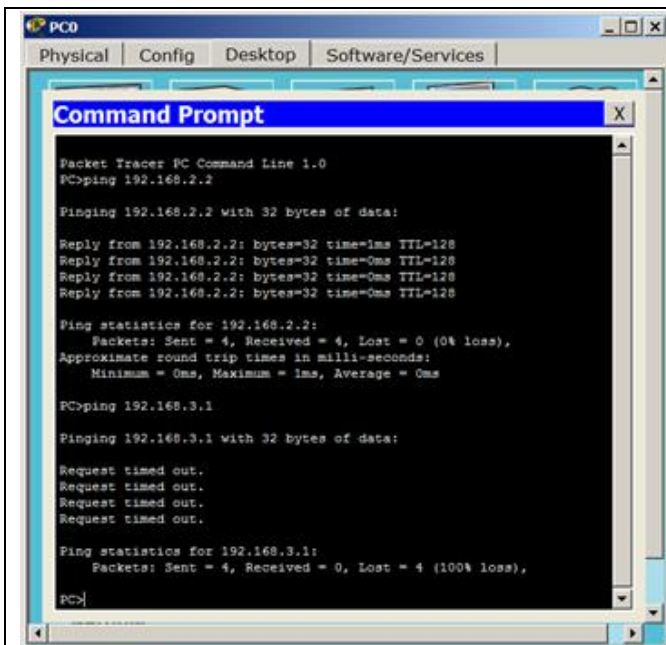 PC0
Physical Config Desktop Software/Services
Command Prompt X
Packet Tracer PC Command Line 1.0
PC>ping 192.168.2.2
Pinging 192.168.2.2 with 32 bytes of data:
Reply from 192.168.2.2: bytes=32 time=1ms TTL=128
Reply from 192.168.2.2: bytes=32 time=0ms TTL=128
Reply from 192.168.2.2: bytes=32 time=0ms TTL=128
Reply from 192.168.2.2: bytes=32 time=0ms TTL=128
Ping statistics for 192.168.2.2:
Packets: Sent = 4, Received = 4, Lost = 0 (0% loss),
Approximate round trip times in milli-seconds:
Minimum = 0ms, Maximum = 1ms, Average = 0ms
PC>ping 192.168.3.1
Pinging 192.168.3.1 with 32 bytes of data:
Request timed out.
Request timed out.
Request timed out.
Request timed out.
Ping statistics for 192.168.3.1:
Packets: Sent = 4, Received = 0, Lost = 4 (100% loss),
PC>